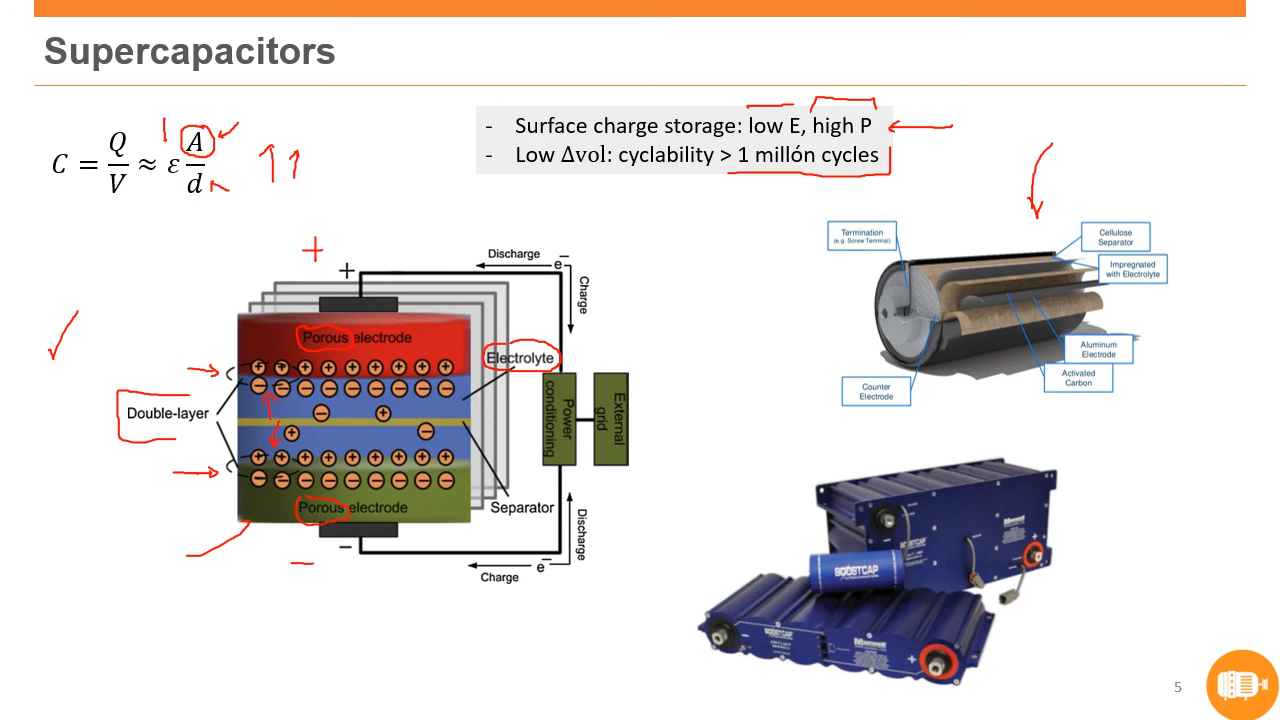 Supercapacitors
C = Q/V ≈ ε A/d
- Surface charge storage: low E, high P
- Low Δvol: cyclability > 1 millón cycles
Termination
(e.g. Screw Terminal)
Cellulose
Separator
Impregnated
with Electrolyte
Aluminum
Electrode
Activated
Carbon
Counter
Electrode
+
+
Discharge
e−
Charge
Porous electrode
Electrolyte
Double-layer
Power
conditioning
External
grid
Porous electrode
Separator
Discharge
−
−
Charge
e−
BOOSTCAP
BOOSTCAP
5